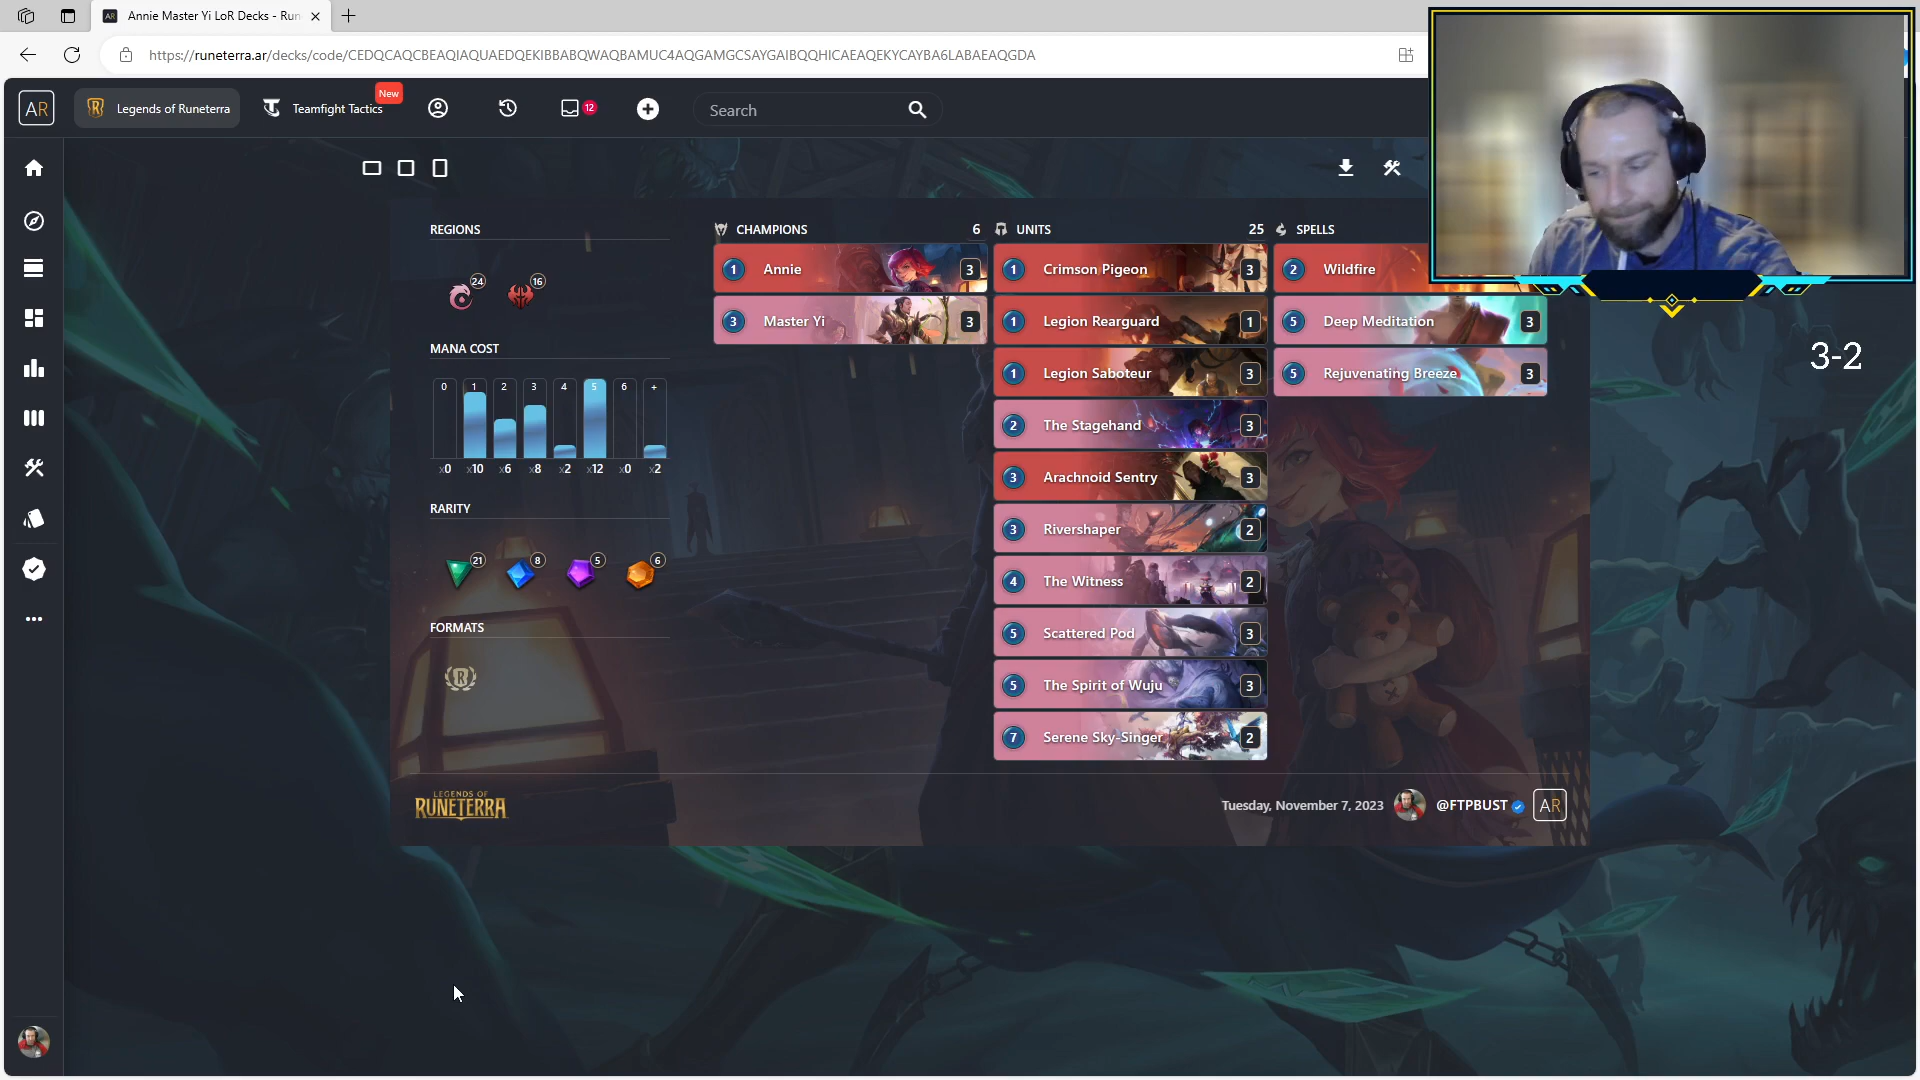 Annie Master Yi LoR Decks - Run
https://runeterra.ar/decks/code/CEDQCAQCBEAQIAQUAEDQEKIBBABQWAQBAMUC4AQGAMGCSAYGAIBQQHICAEAQEKYCAYBA6LABAEAQGDA
AR
Legends of Runeterra
Teamfight Tactics
New
12
Search
REGIONS
24
16
MANA COST
0 1 2 3 4 5 6 +
x0 x10 x6 x8 x2 x12 x0 x2
RARITY
21 8 5 6
FORMATS
CHAMPIONS 6
1 Annie 3
3 Master Yi 3
UNITS 25
1 Crimson Pigeon 3
1 Legion Rearguard 1
1 Legion Saboteur 3
2 The Stagehand 3
3 Arachnoid Sentry 3
3 Rivershaper 2
4 The Witness 2
5 Scattered Pod 3
5 The Spirit of Wuju 3
7 Serene Sky-Singer 2
SPELLS
2 Wildfire
5 Deep Meditation 3
5 Rejuvenating Breeze 3
3-2
LEGENDS OF
RUNETERRA
Tuesday, November 7, 2023 @FTPBUST AR